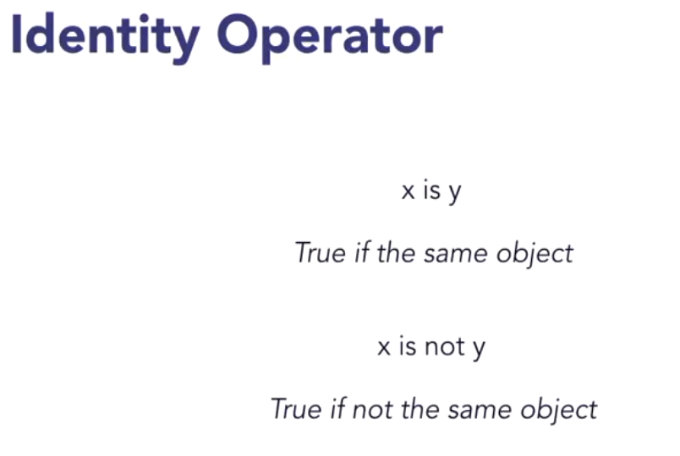 Identity Operator
x is y
True if the same object
x is not y
True if not the same object